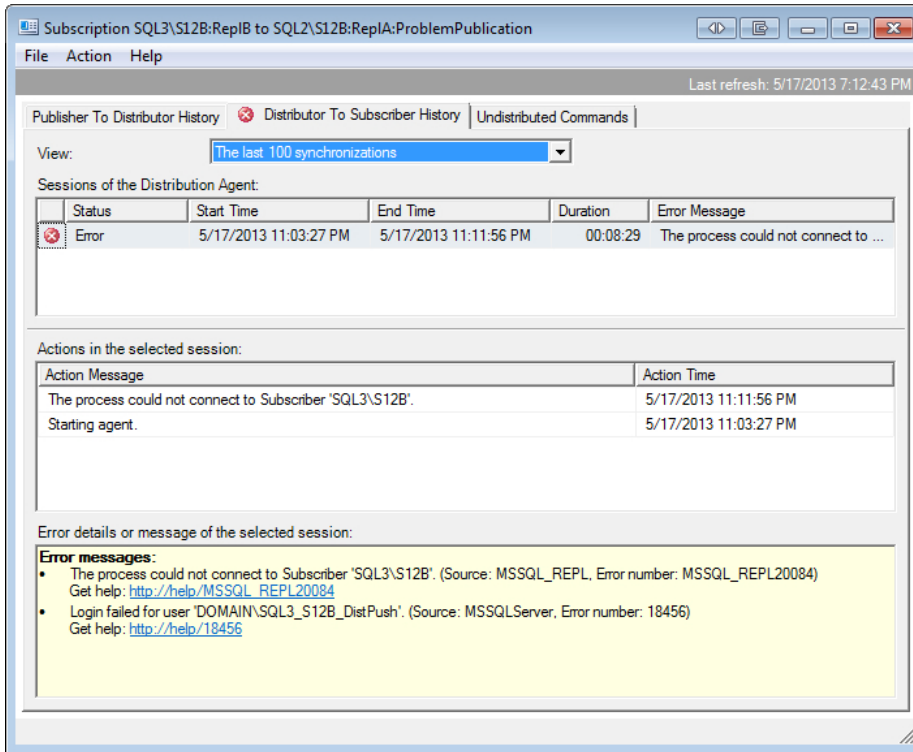 Subscription SQL3\S12B:ReplB to SQL2\S12B:ReplA:ProblemPublication
File Action Help
Last refresh: 5/17/2013 7:12:43 PM
Publisher To Distributor History Distributor To Subscriber History Undistributed Commands
View: The last 100 synchronizations
Sessions of the Distribution Agent:
Status Start Time End Time Duration Error Message
Error 5/17/2013 11:03:27 PM 5/17/2013 11:11:56 PM 00:08:29 The process could not connect to ...
Actions in the selected session:
Action Message Action Time
The process could not connect to Subscriber 'SQL3\S12B'. 5/17/2013 11:11:56 PM
Starting agent. 5/17/2013 11:03:27 PM
Error details or message of the selected session:
Error messages:
• The process could not connect to Subscriber 'SQL3\S12B'. (Source: MSSQL_REPL, Error number: MSSQL_REPL20084)
Get help: http://help/MSSQL_REPL20084
• Login failed for user 'DOMAIN\SQL3_S12B_DistPush'. (Source: MSSQLServer, Error number: 18456)
Get help: http://help/18456